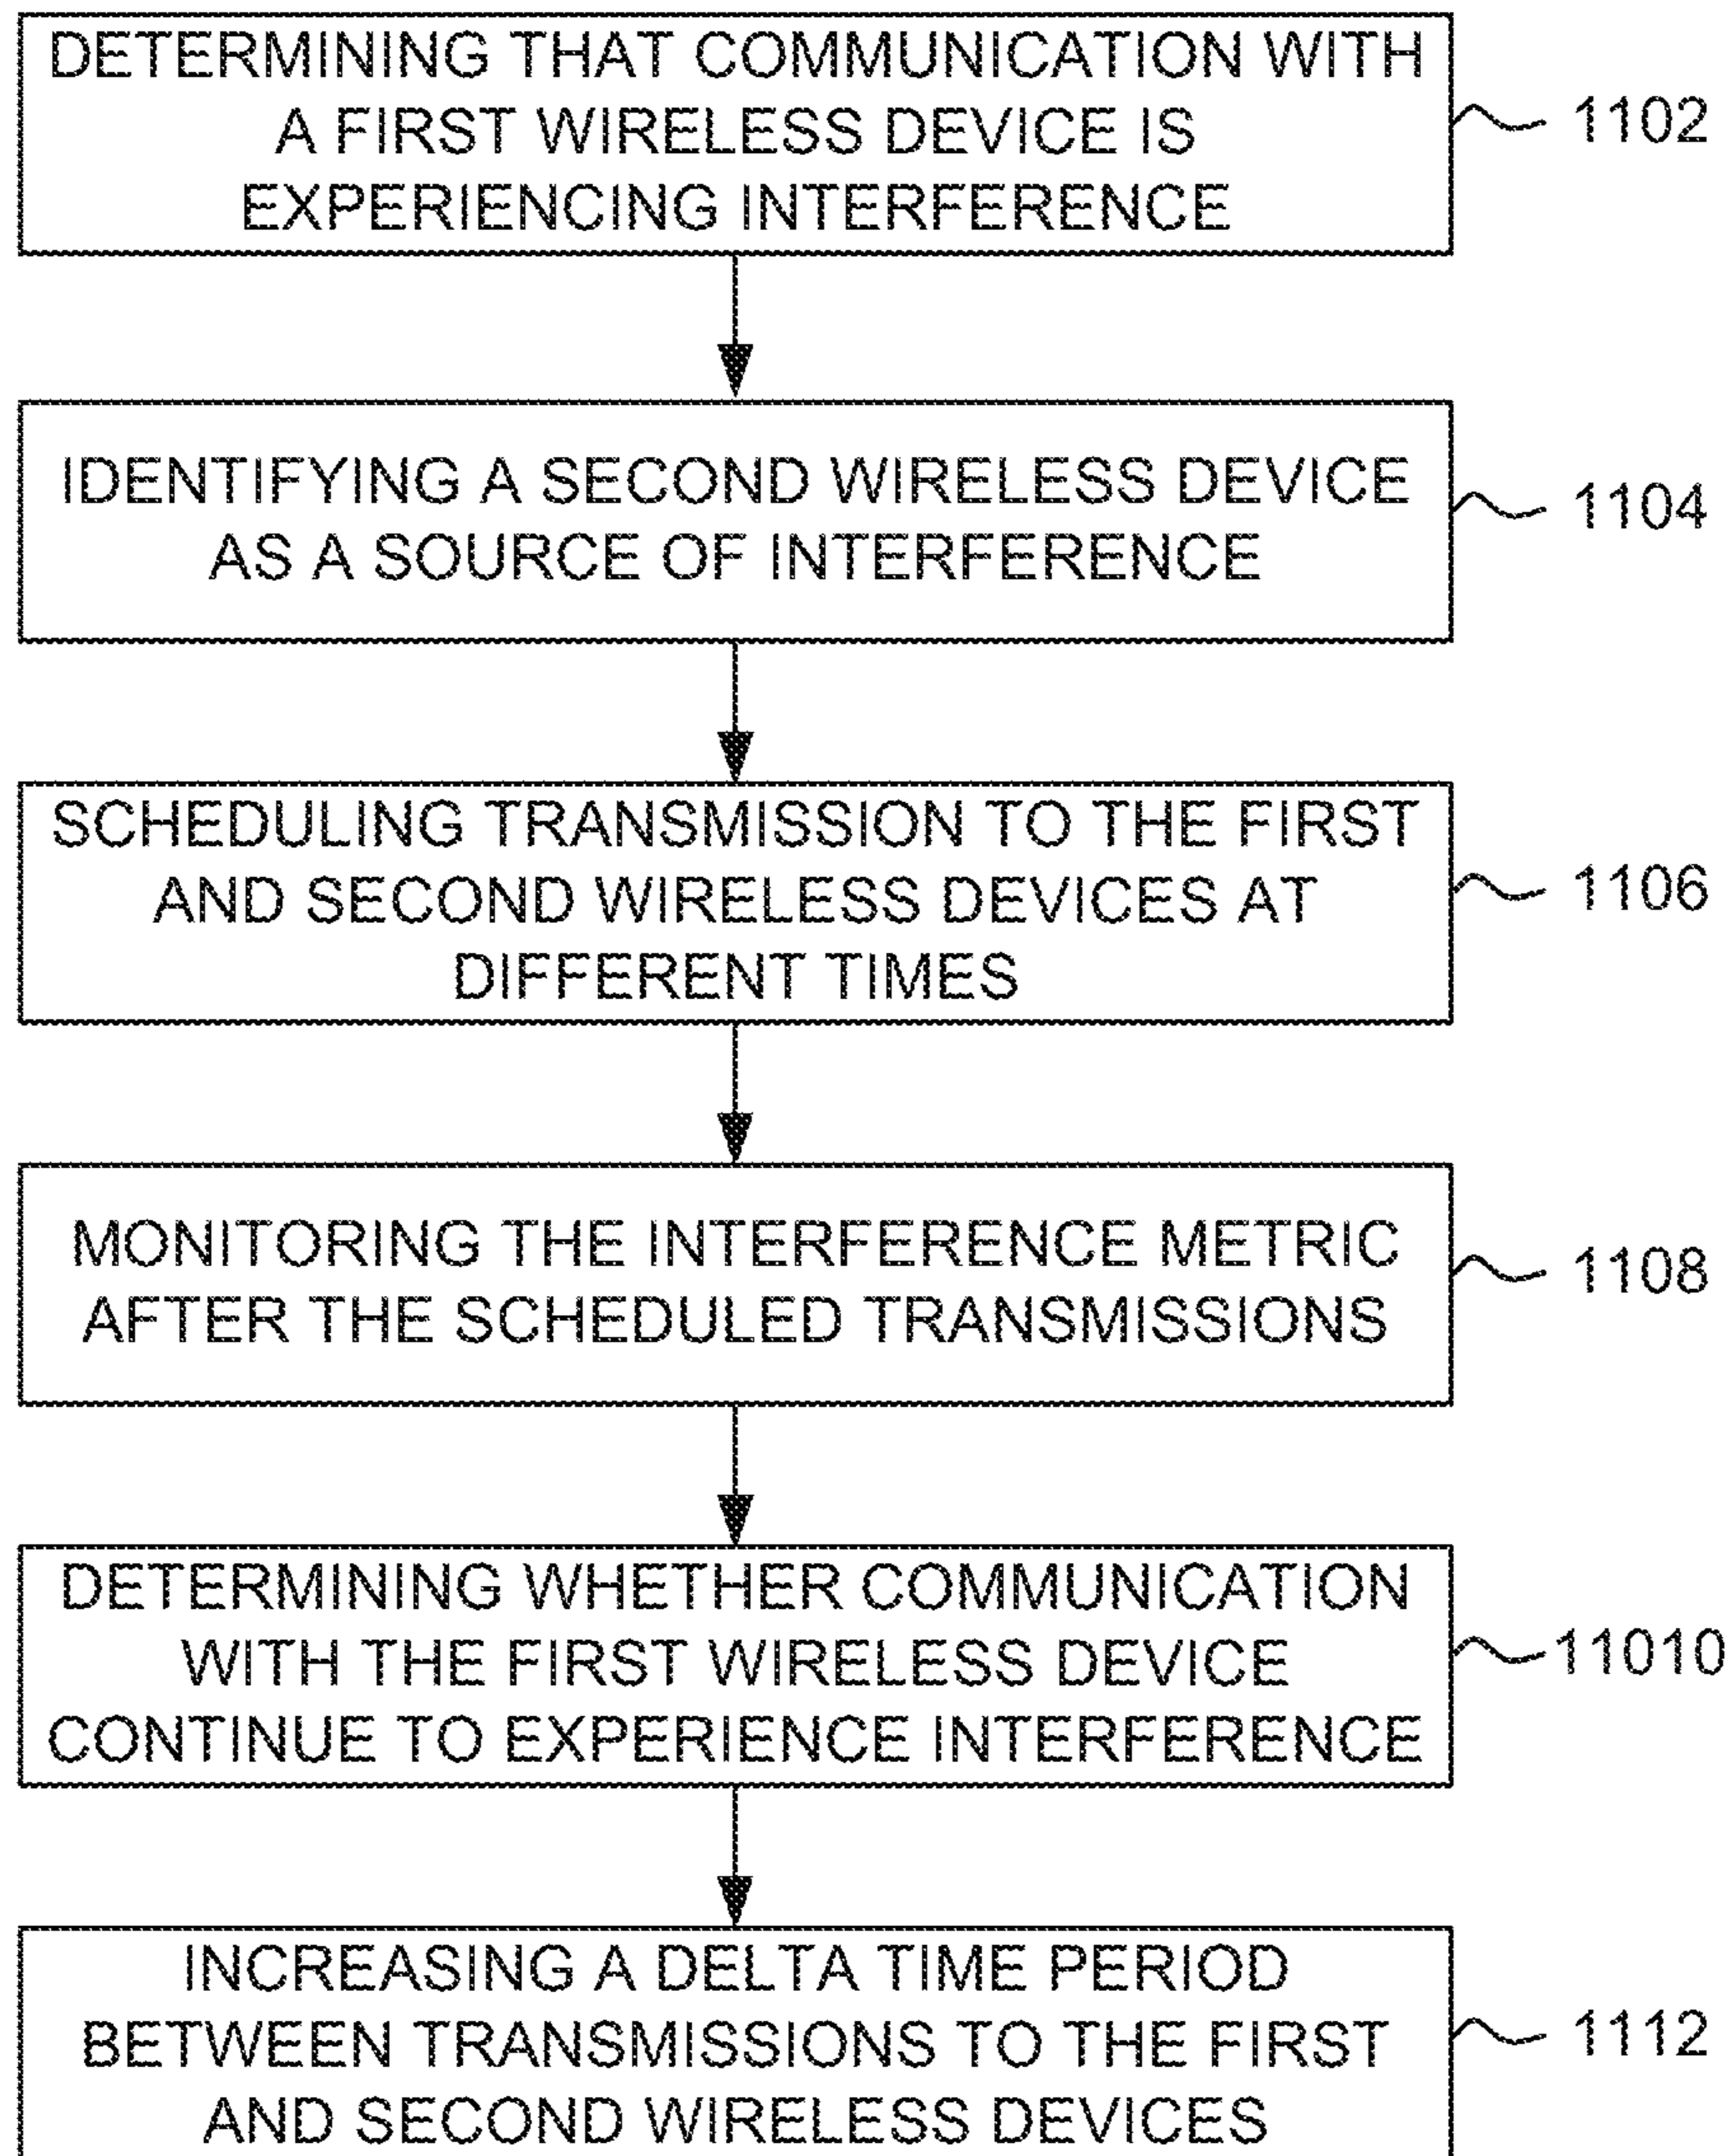 DETERMINING THAT COMMUNICATION WITH
A FIRST WIRELESS DEVICE IS
EXPERIENCING INTERFERENCE
1102
IDENTIFYING A SECOND WIRELESS DEVICE
AS A SOURCE OF INTERFERENCE
1104
SCHEDULING TRANSMISSION TO THE FIRST
AND SECOND WIRELESS DEVICES AT
DIFFERENT TIMES
1106
MONITORING THE INTERFERENCE METRIC
AFTER THE SCHEDULED TRANSMISSIONS
1108
DETERMINING WHETHER COMMUNICATION
WITH THE FIRST WIRELESS DEVICE
CONTINUE TO EXPERIENCE INTERFERENCE
11010
INCREASING A DELTA TIME PERIOD
BETWEEN TRANSMISSIONS TO THE FIRST
AND SECOND WIRELESS DEVICES
1112